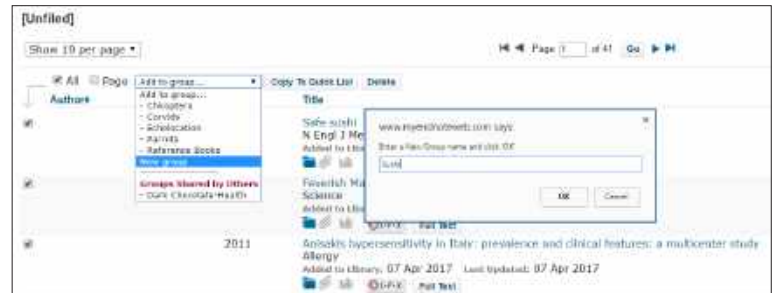 [Unfiled]
Show 10 per page
Page 1 of 41 Go
All Page Add to group... Copy To Quick List Delete
Authors Title
Add to group...
- Chiroptera
- Corvids
- Echolocation
- Parrots
- Reference Books
New group
Groups Shared by Others
- Dark Chocolate-Health
Safe sushi
N Engl J Me
Added to Libr
www.myendnoteweb.com says:
Enter a New Group name and click 'OK'
OK Cancel
Feverish Ma
Science
Added to Libr
S-F-X Full Text
2011 Anisakis hypersensitivity in Italy: prevalence and clinical features: a multicenter study
Allergy
Added to Library: 07 Apr 2017 Last Updated: 07 Apr 2017
S-F-X Full Text